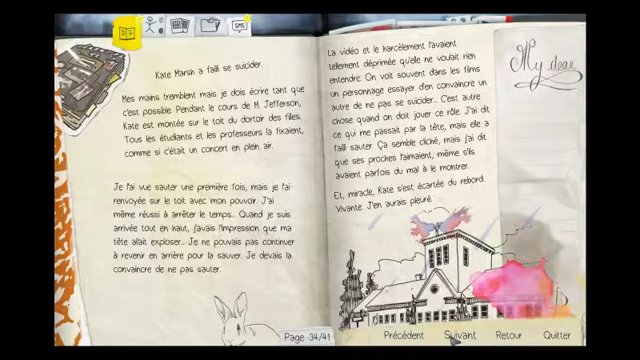 SMS
Kate Marsh a failli se suicider.
Mes mains tremblent mais je dois écrire tant que
c'est possible. Pendant le cours de M. Jefferson,
Kate est montée sur le toit du dortoir des filles.
Tous les étudiants et les professeurs la fixaient,
comme si c'était un concert en plein air.
Je l'ai vue sauter une première fois, mais je l'ai
renvoyée sur le toit avec mon pouvoir. J'ai
même réussi à arrêter le temps... Quand je suis
arrivée tout en haut, j'avais l'impression que ma
tête allait exploser... Je ne pouvais pas continuer
à revenir en arrière pour la sauver. Je devais la
convaincre de ne pas sauter.
La vidéo et le harcèlement l'avaient
tellement déprimée qu'elle ne voulait rien
entendre. On voit souvent dans les films
un personnage essayer d'en convaincre un
autre de ne pas se suicider... C'est autre
chose quand on doit jouer ce rôle. J'ai dit
ce qui me passait par la tête, mais elle a
failli sauter. Ça semble cliché, mais j'ai dit
que ses proches l'aimaient, même s'ils
avaient parfois du mal à le montrer.
Et, miracle, Kate s'est écartée du rebord.
Vivante. J'en aurais pleuré.
My dear,
Page 34/41
Précédent Suivant Retour Quitter